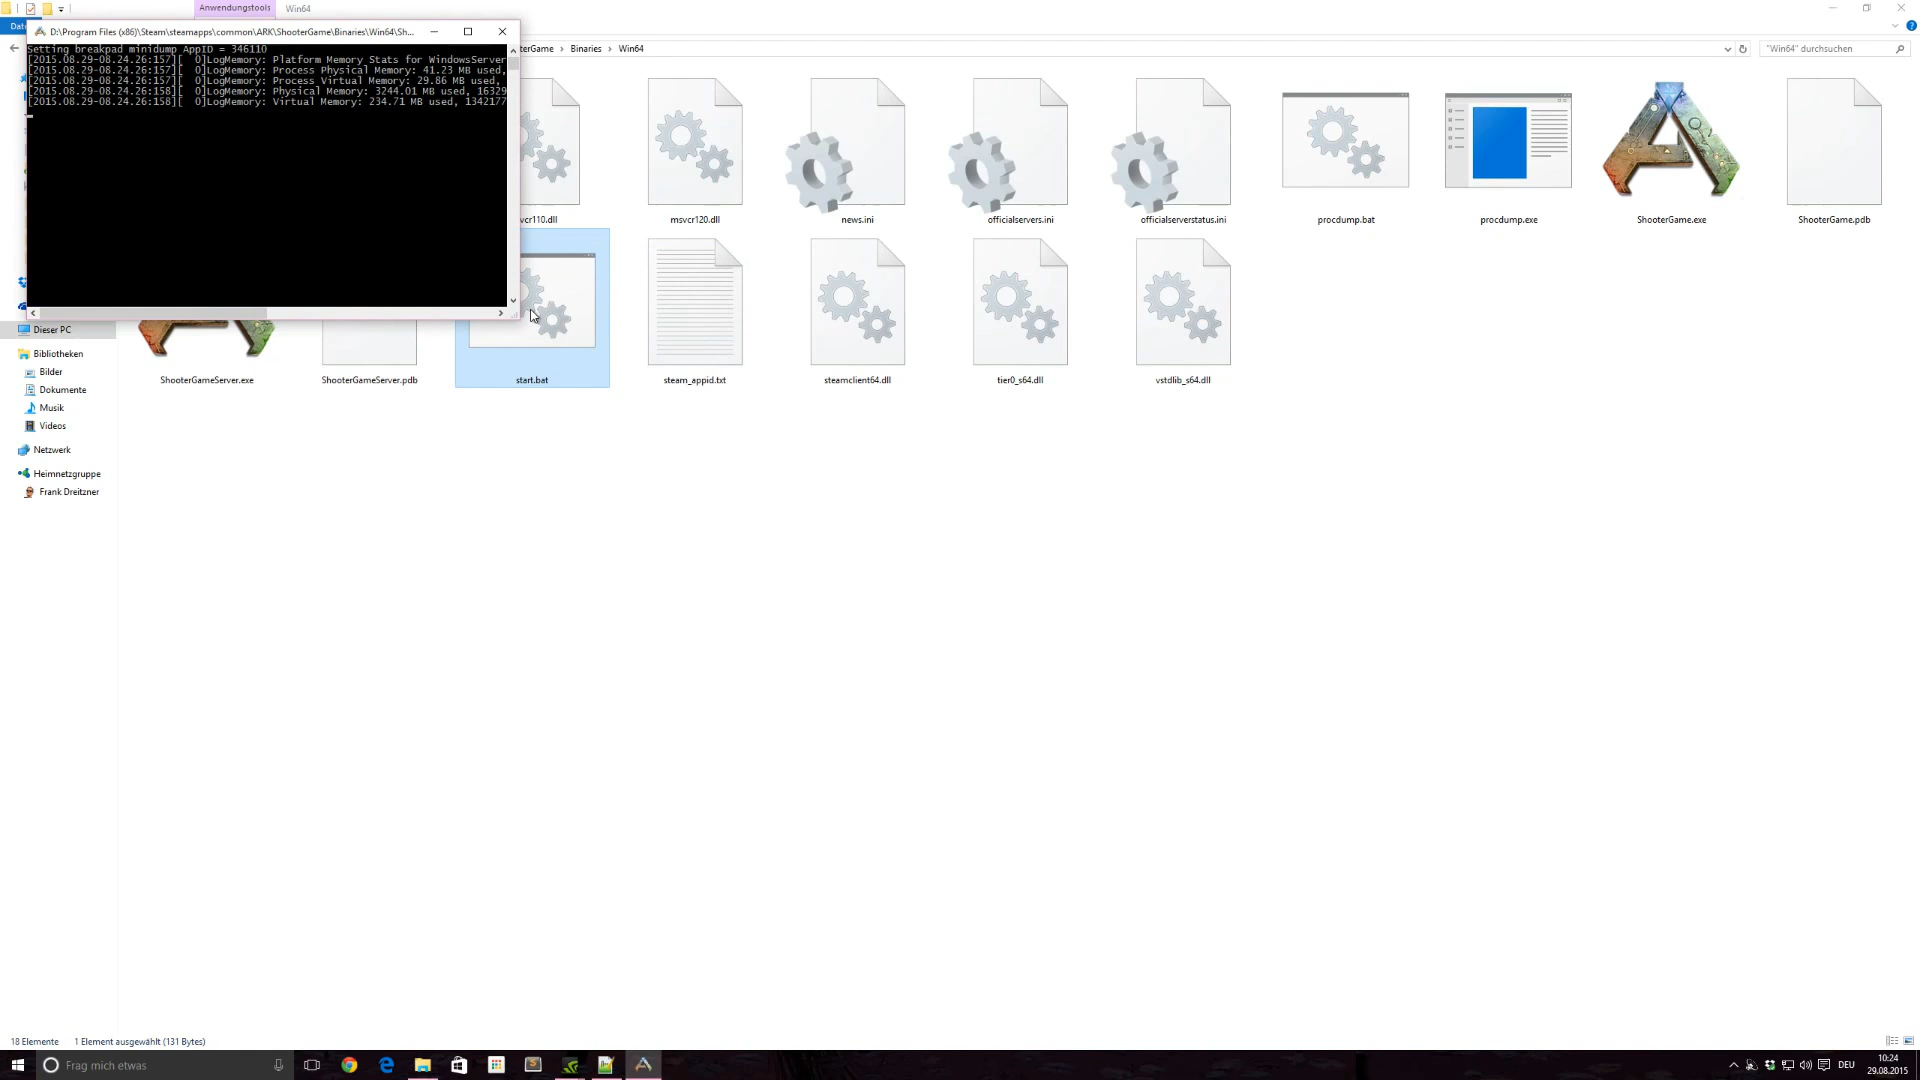 Anwendungstools
Win64
Date
D:\Program Files (x86)\Steam\steamapps\common\ARK\ShooterGame\Binaries\Win64\Sho...
Setting breakpad minidump AppID = 346110
[2015.08.29-08.24.26:157][  0]LogMemory: Platform Memory Stats for WindowsServer
[2015.08.29-08.24.26:157][  0]LogMemory: Process Physical Memory: 41.23 MB used,
[2015.08.29-08.24.26:157][  0]LogMemory: Process Virtual Memory: 29.86 MB used,
[2015.08.29-08.24.26:158][  0]LogMemory: Physical Memory: 3244.01 MB used, 16329
[2015.08.29-08.24.26:158][  0]LogMemory: Virtual Memory: 234.71 MB used, 1342177
oterGame > Binaries > Win64
"Win64" durchsuchen
vcr110.dll
msvcr120.dll
news.ini
officialservers.ini
officialserverstatus.ini
procdump.bat
procdump.exe
ShooterGame.exe
ShooterGame.pdb
ShooterGameServer.exe
ShooterGameServer.pdb
start.bat
steam_appid.txt
steamclient64.dll
tier0_s64.dll
vstdlib_s64.dll
Dieser PC
Bibliotheken
Bilder
Dokumente
Musik
Videos
Netzwerk
Heimnetzgruppe
Frank Dreitzner
18 Elemente
1 Element ausgewählt (131 Bytes)
Frag mich etwas
DEU
10:24
29.08.2015